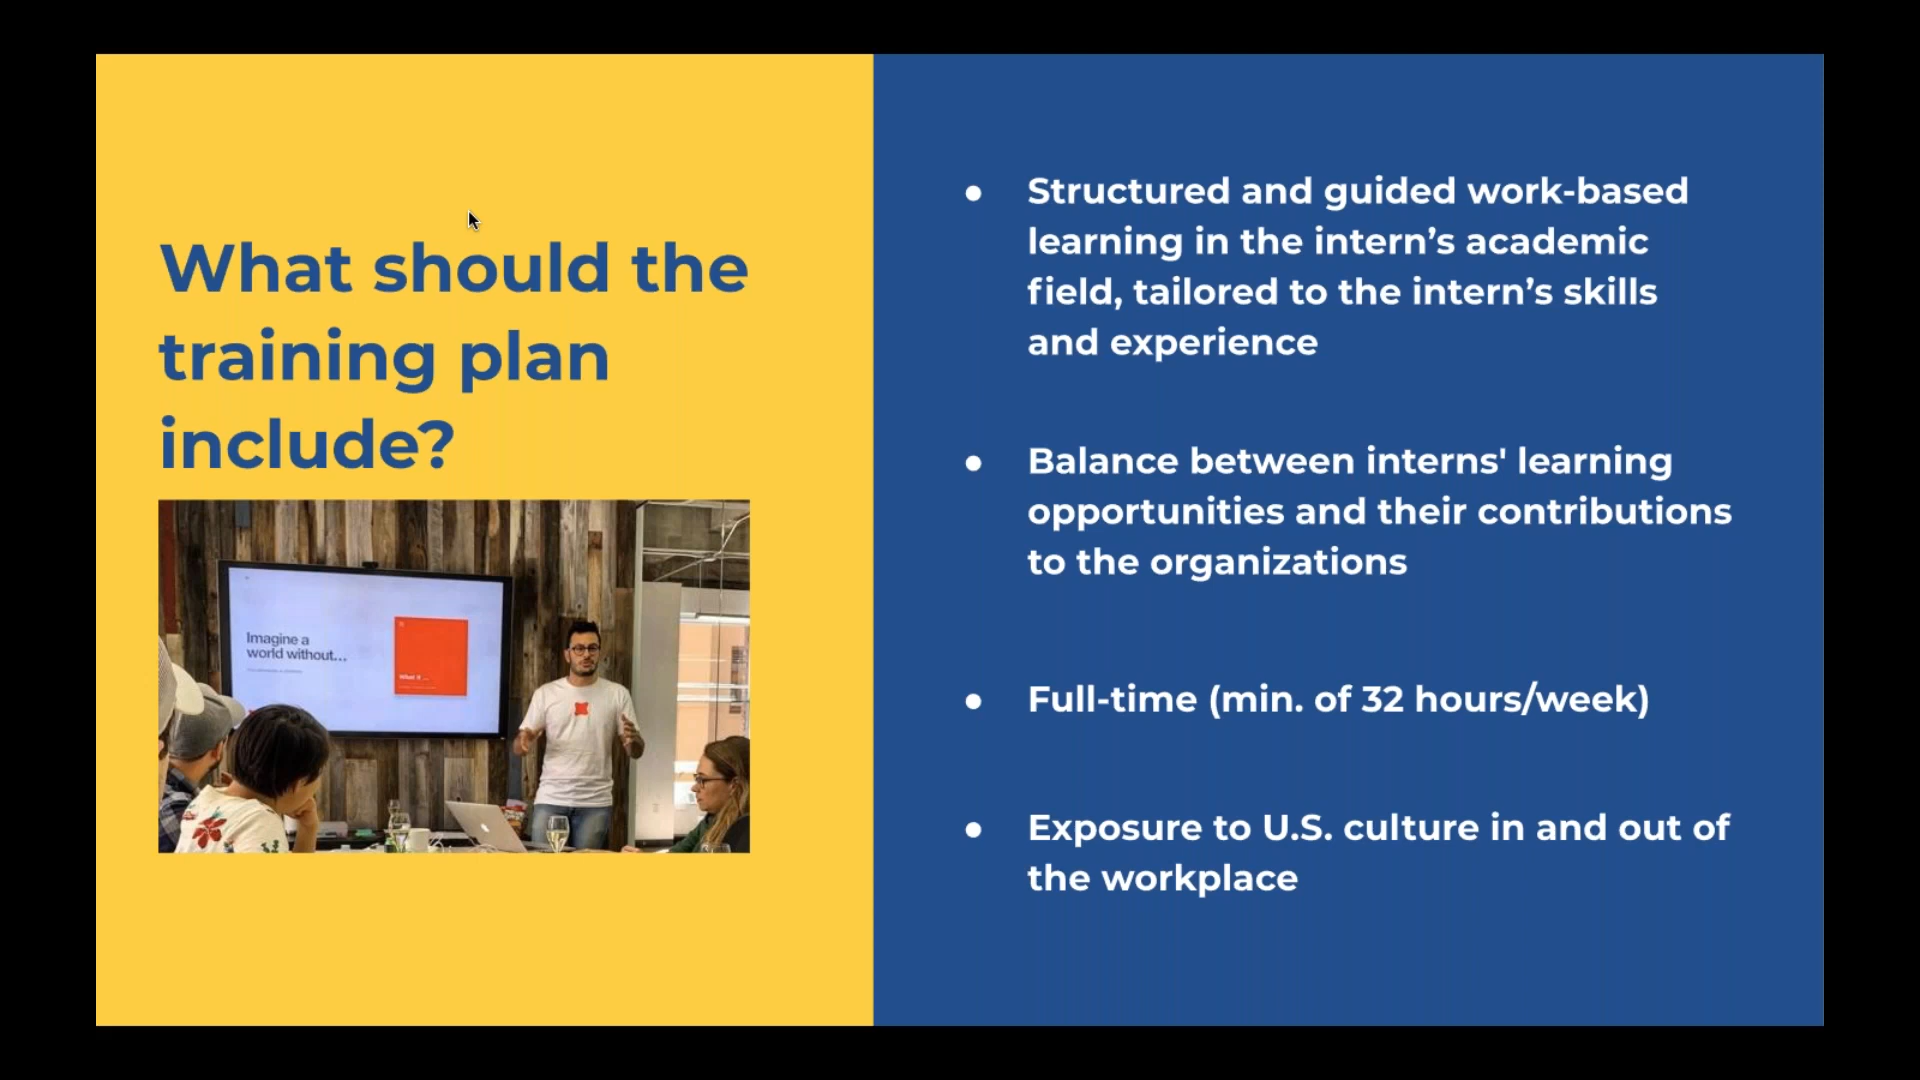 What should the
training plan
include?
Imagine a
world without...
What if ...
● Structured and guided work-based
learning in the intern’s academic
field, tailored to the intern’s skills
and experience
● Balance between interns' learning
opportunities and their contributions
to the organizations
● Full-time (min. of 32 hours/week)
● Exposure to U.S. culture in and out of
the workplace